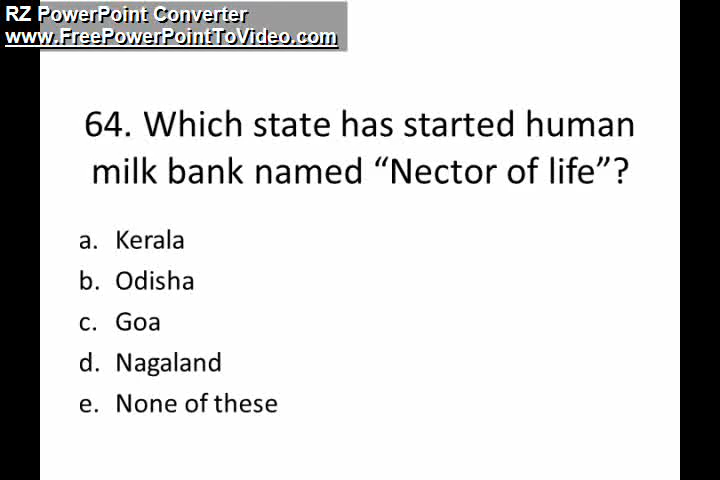 RZ PowerPoint Converter
www.FreePowerPointToVideo.com
64. Which state has started human
milk bank named “Nector of life”?
a. Kerala
b. Odisha
c. Goa
d. Nagaland
e. None of these